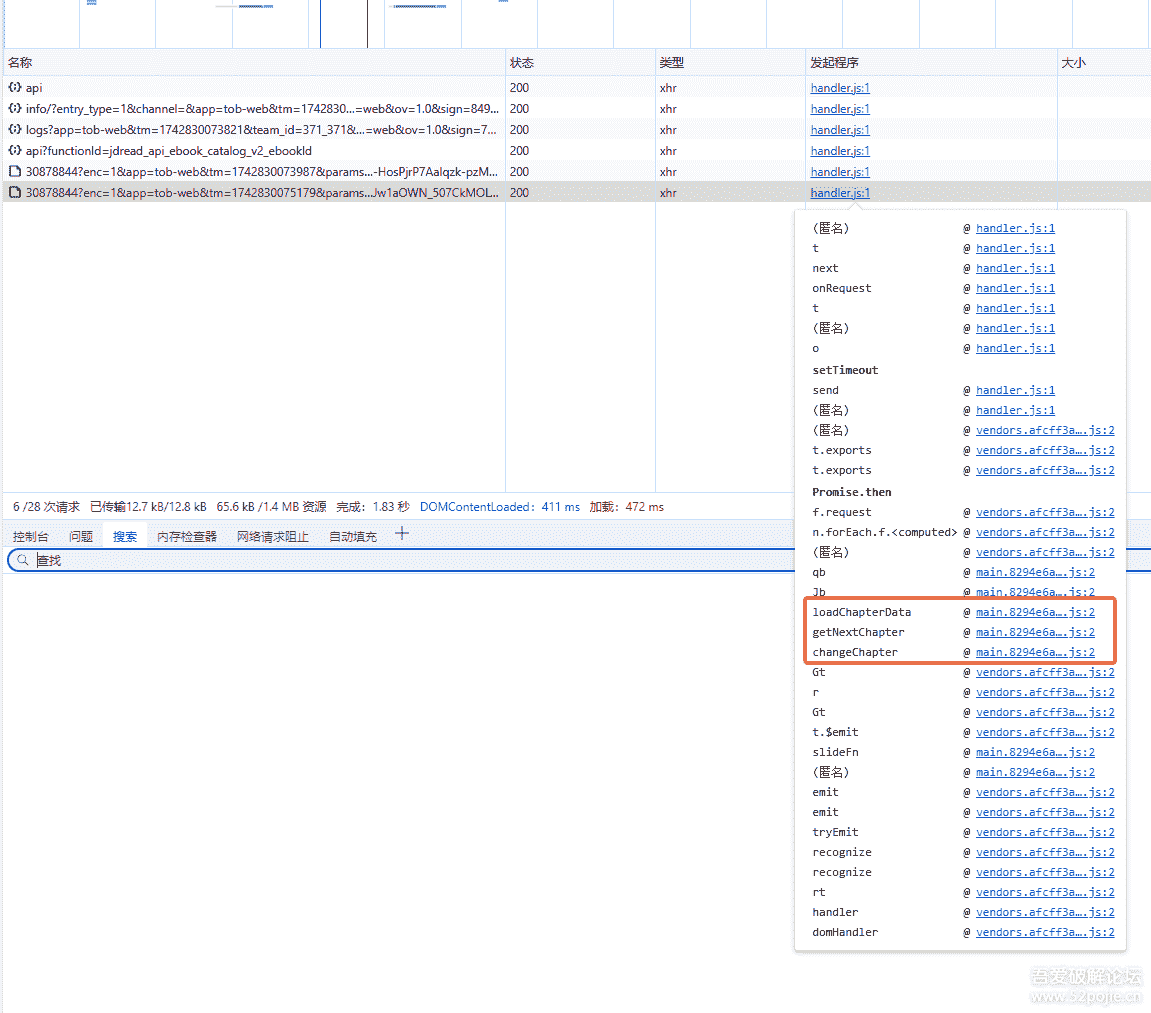 名称 状态 类型 发起程序 大小
api 200 xhr handler.js:1
info/?entry_type=1&channel=&app=tob-web&tm=1742830...=web&ov=1.0&sign=849... 200 xhr handler.js:1
logs?app=tob-web&tm=1742830073821&team_id=371_371&...=web&ov=1.0&sign=7... 200 xhr handler.js:1
api?functionId=jdread_api_ebook_catalog_v2_ebookId 200 xhr handler.js:1
30878844?enc=1&app=tob-web&tm=1742830073987&params...-HosPjrP7Aalqzk-pzM... 200 xhr handler.js:1
30878844?enc=1&app=tob-web&tm=1742830075179&params...Jw1aOWN_507CkMOL... 200 xhr handler.js:1
(匿名) @ handler.js:1
t @ handler.js:1
next @ handler.js:1
onRequest @ handler.js:1
t @ handler.js:1
(匿名) @ handler.js:1
o @ handler.js:1
setTimeout
send @ handler.js:1
(匿名) @ handler.js:1
(匿名) @ vendors.afcff3a….js:2
t.exports @ vendors.afcff3a….js:2
t.exports @ vendors.afcff3a….js:2
Promise.then
f.request @ vendors.afcff3a….js:2
n.forEach.f.<computed> @ vendors.afcff3a….js:2
(匿名) @ vendors.afcff3a….js:2
qb @ main.8294e6a….js:2
Jb @ main.8294e6a….js:2
loadChapterData @ main.8294e6a….js:2
getNextChapter @ main.8294e6a….js:2
changeChapter @ main.8294e6a….js:2
Gt @ vendors.afcff3a….js:2
r @ vendors.afcff3a….js:2
Gt @ vendors.afcff3a….js:2
t.$emit @ vendors.afcff3a….js:2
slideFn @ main.8294e6a….js:2
(匿名) @ main.8294e6a….js:2
emit @ vendors.afcff3a….js:2
emit @ vendors.afcff3a….js:2
tryEmit @ vendors.afcff3a….js:2
recognize @ vendors.afcff3a….js:2
recognize @ vendors.afcff3a….js:2
rt @ vendors.afcff3a….js:2
handler @ vendors.afcff3a….js:2
domHandler @ vendors.afcff3a….js:2
6 /28 次请求 已传输12.7 kB/12.8 kB 65.6 kB /1.4 MB 资源 完成：1.83 秒 DOMContentLoaded：411 ms 加载：472 ms
控制台 问题 搜索 内存检查器 网络请求阻止 自动填充
查找
吾爱破解论坛
www.52pojie.cn